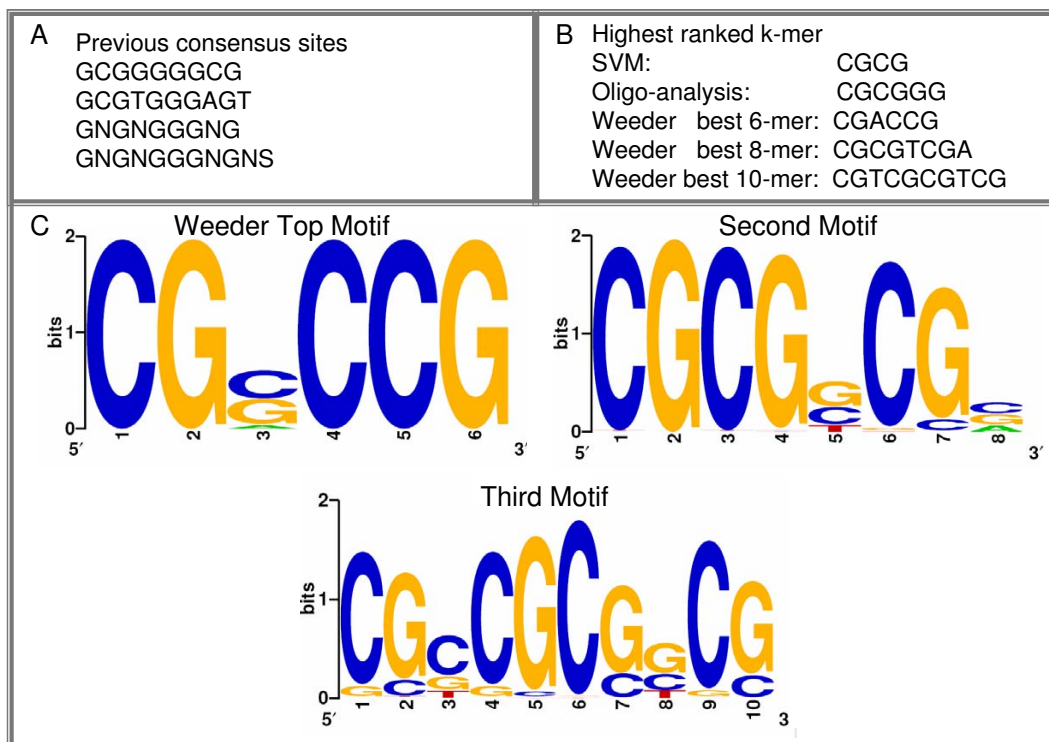 A Previous consensus sites
GCGGGGGCG
GCGTGGGAGT
GNGNGGGNG
GNGNGGGNGNS
B Highest ranked k-mer
SVM: CGCG
Oligo-analysis: CGCGGG
Weeder best 6-mer: CGACCG
Weeder best 8-mer: CGCGTCGA
Weeder best 10-mer: CGTCGCGTCG
C Weeder Top Motif
2
bits
1
0
CGCCCG
G
A
5′ 1 2 3 4 5 6 3′
Second Motif
2
bits
1
0
CGCGGCGC
C C G
T A
5′ 1 2 3 4 5 6 7 8 3′
Third Motif
2
bits
1
0
CGCCGCGGCG
G C G G C C C G C
T T
5′ 1 2 3 4 5 6 7 8 9 10 3